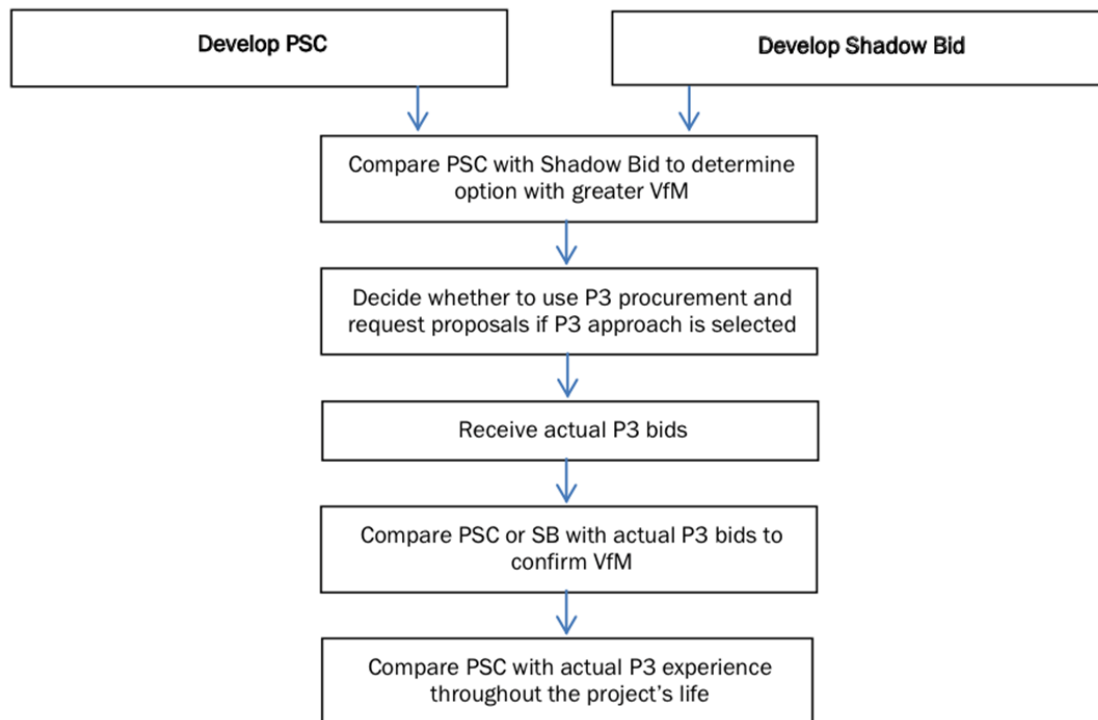 Develop PSC
Develop Shadow Bid
Compare PSC with Shadow Bid to determine
option with greater VfM
Decide whether to use P3 procurement and
request proposals if P3 approach is selected
Receive actual P3 bids
Compare PSC or SB with actual P3 bids to
confirm VfM
Compare PSC with actual P3 experience
throughout the project's life